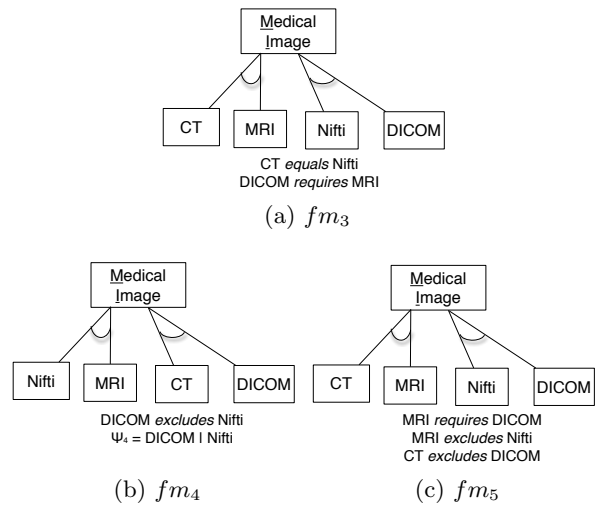 Medical
Image
CT
MRI
Nifti
DICOM
CT equals Nifti
DICOM requires MRI
(a) fm₃
Medical
Image
Nifti
MRI
CT
DICOM
DICOM excludes Nifti
Ψ₄ = DICOM | Nifti
(b) fm₄
Medical
Image
CT
MRI
Nifti
DICOM
MRI requires DICOM
MRI excludes Nifti
CT excludes DICOM
(c) fm₅